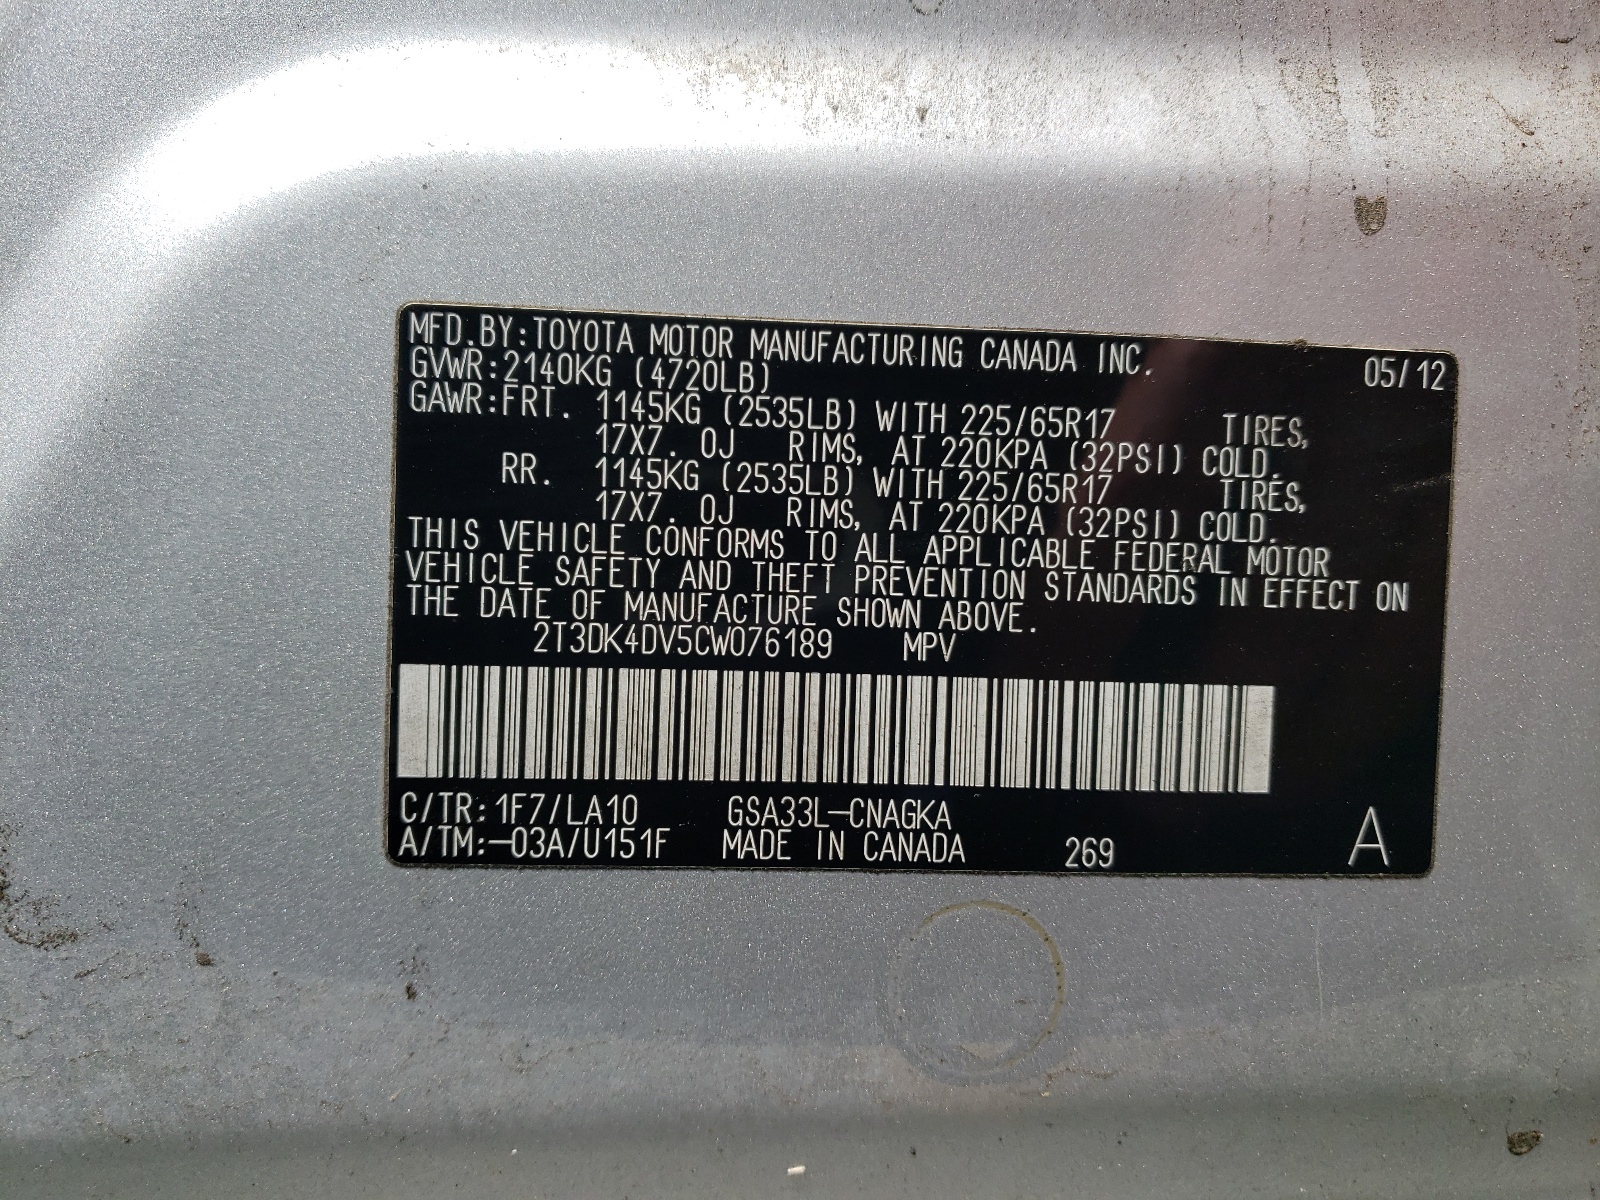 MFD.BY:TOYOTA MOTOR MANUFACTURING CANADA INC. 05/12
GVWR:2140KG (4720LB)
GAWR:FRT. 1145KG (2535LB) WITH 225/65R17 TIRES,
17X7.0J RIMS, AT 220KPA (32PSI) COLD.
RR. 1145KG (2535LB) WITH 225/65R17 TIRES,
17X7.0J RIMS, AT 220KPA (32PSI) COLD.
THIS VEHICLE CONFORMS TO ALL APPLICABLE FEDERAL MOTOR
VEHICLE SAFETY AND THEFT PREVENTION STANDARDS IN EFFECT ON
THE DATE OF MANUFACTURE SHOWN ABOVE.
2T3DK4DV5CW076189 MPV
C/TR:1F7/LA10 GSA33L-CNAGKA
A/TM:-03A/U151F MADE IN CANADA 269 A